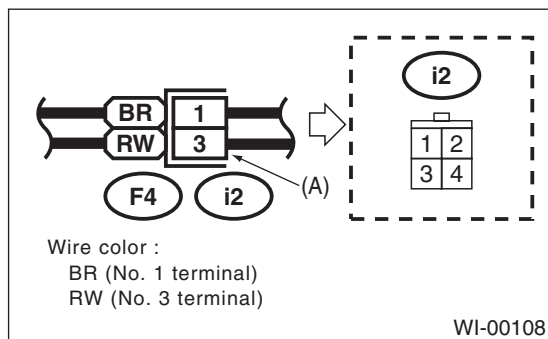 i2
BR 1
RW 3
1 2
3 4
F4 i2 (A)
Wire color :
BR (No. 1 terminal)
RW (No. 3 terminal)
WI-00108